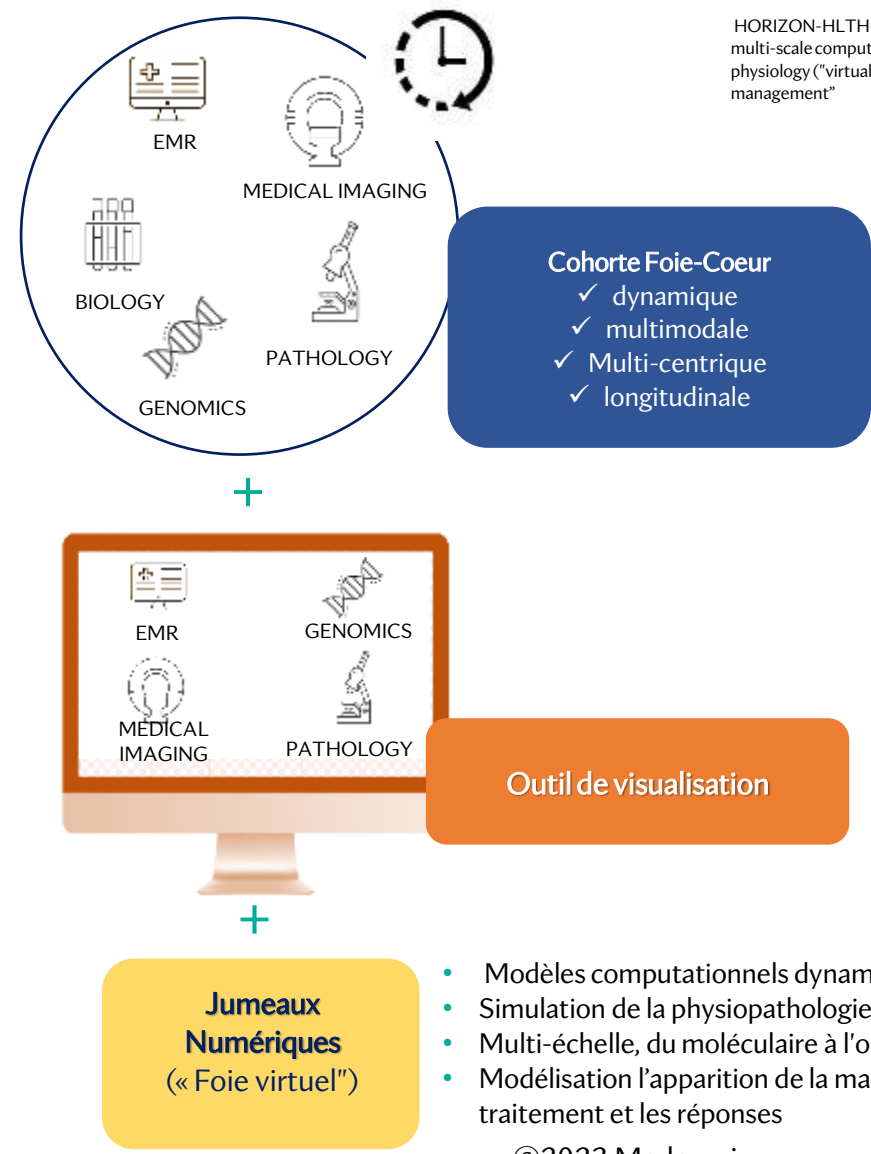 HORIZON-HLTH-
multi-scale comput
physiology ("virtual
management"
EMR
MEDICAL IMAGING
BIOLOGY
PATHOLOGY
GENOMICS
Cohorte Foie-Coeur
✓ dynamique
✓ multimodale
✓ Multi-centrique
✓ longitudinale
+
EMR
GENOMICS
MEDICAL
IMAGING
PATHOLOGY
Outil de visualisation
+
Jumeaux
Numériques
(« Foie virtuel")
• Modèles computationnels dynam
• Simulation de la physiopathologie
• Multi-échelle, du moléculaire à l'o
• Modélisation l’apparition de la ma
traitement et les réponses